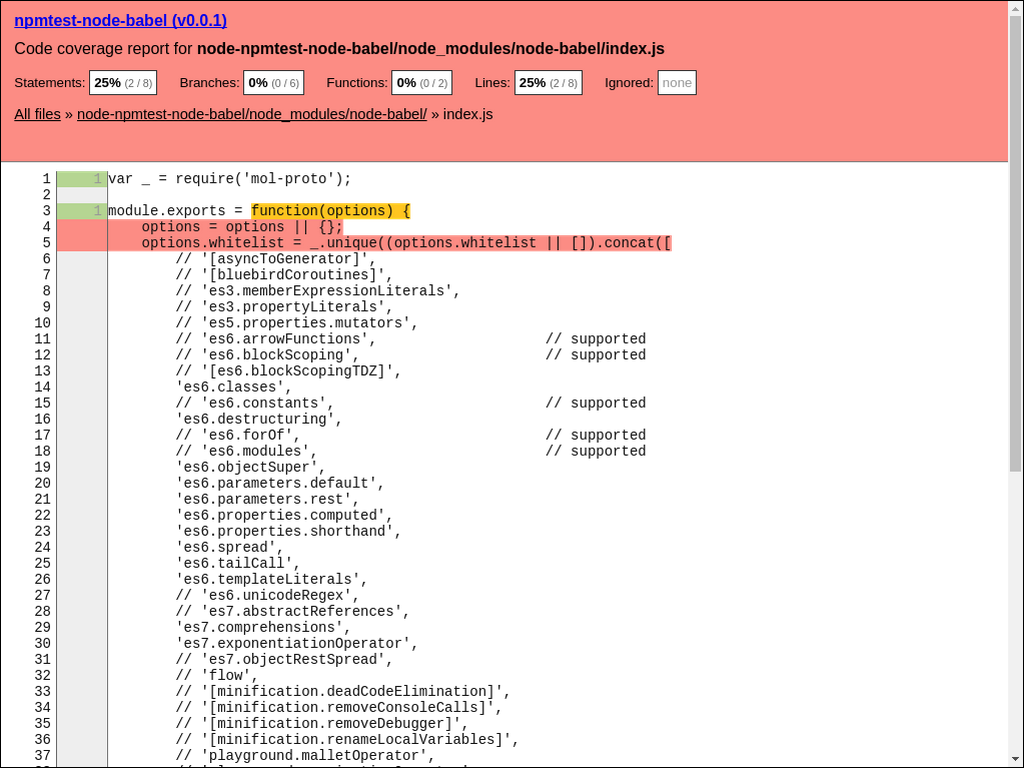 npmtest-node-babel (v0.0.1)
Code coverage report for node-npmtest-node-babel/node_modules/node-babel/index.js
Statements: 25% (2 / 8) Branches: 0% (0 / 6) Functions: 0% (0 / 2) Lines: 25% (2 / 8) Ignored: none
All files » node-npmtest-node-babel/node_modules/node-babel/ » index.js
1 1 var _ = require('mol-proto');
2
3 1 module.exports = function(options) {
4     options = options || {};
5     options.whitelist = _.unique((options.whitelist || []).concat([
6         // '[asyncToGenerator]',
7         // '[bluebirdCoroutines]',
8         // 'es3.memberExpressionLiterals',
9         // 'es3.propertyLiterals',
10         // 'es5.properties.mutators',
11         // 'es6.arrowFunctions',                    // supported
12         // 'es6.blockScoping',                      // supported
13         // '[es6.blockScopingTDZ]',
14         'es6.classes',
15         // 'es6.constants',                         // supported
16         'es6.destructuring',
17         // 'es6.forOf',                             // supported
18         // 'es6.modules',                           // supported
19         'es6.objectSuper',
20         'es6.parameters.default',
21         'es6.parameters.rest',
22         'es6.properties.computed',
23         'es6.properties.shorthand',
24         'es6.spread',
25         'es6.tailCall',
26         'es6.templateLiterals',
27         // 'es6.unicodeRegex',
28         // 'es7.abstractReferences',
29         'es7.comprehensions',
30         'es7.exponentiationOperator',
31         // 'es7.objectRestSpread',
32         // 'flow',
33         // '[minification.deadCodeElimination]',
34         // '[minification.removeConsoleCalls]',
35         // '[minification.removeDebugger]',
36         // '[minification.renameLocalVariables]',
37         // 'playground.malletOperator',